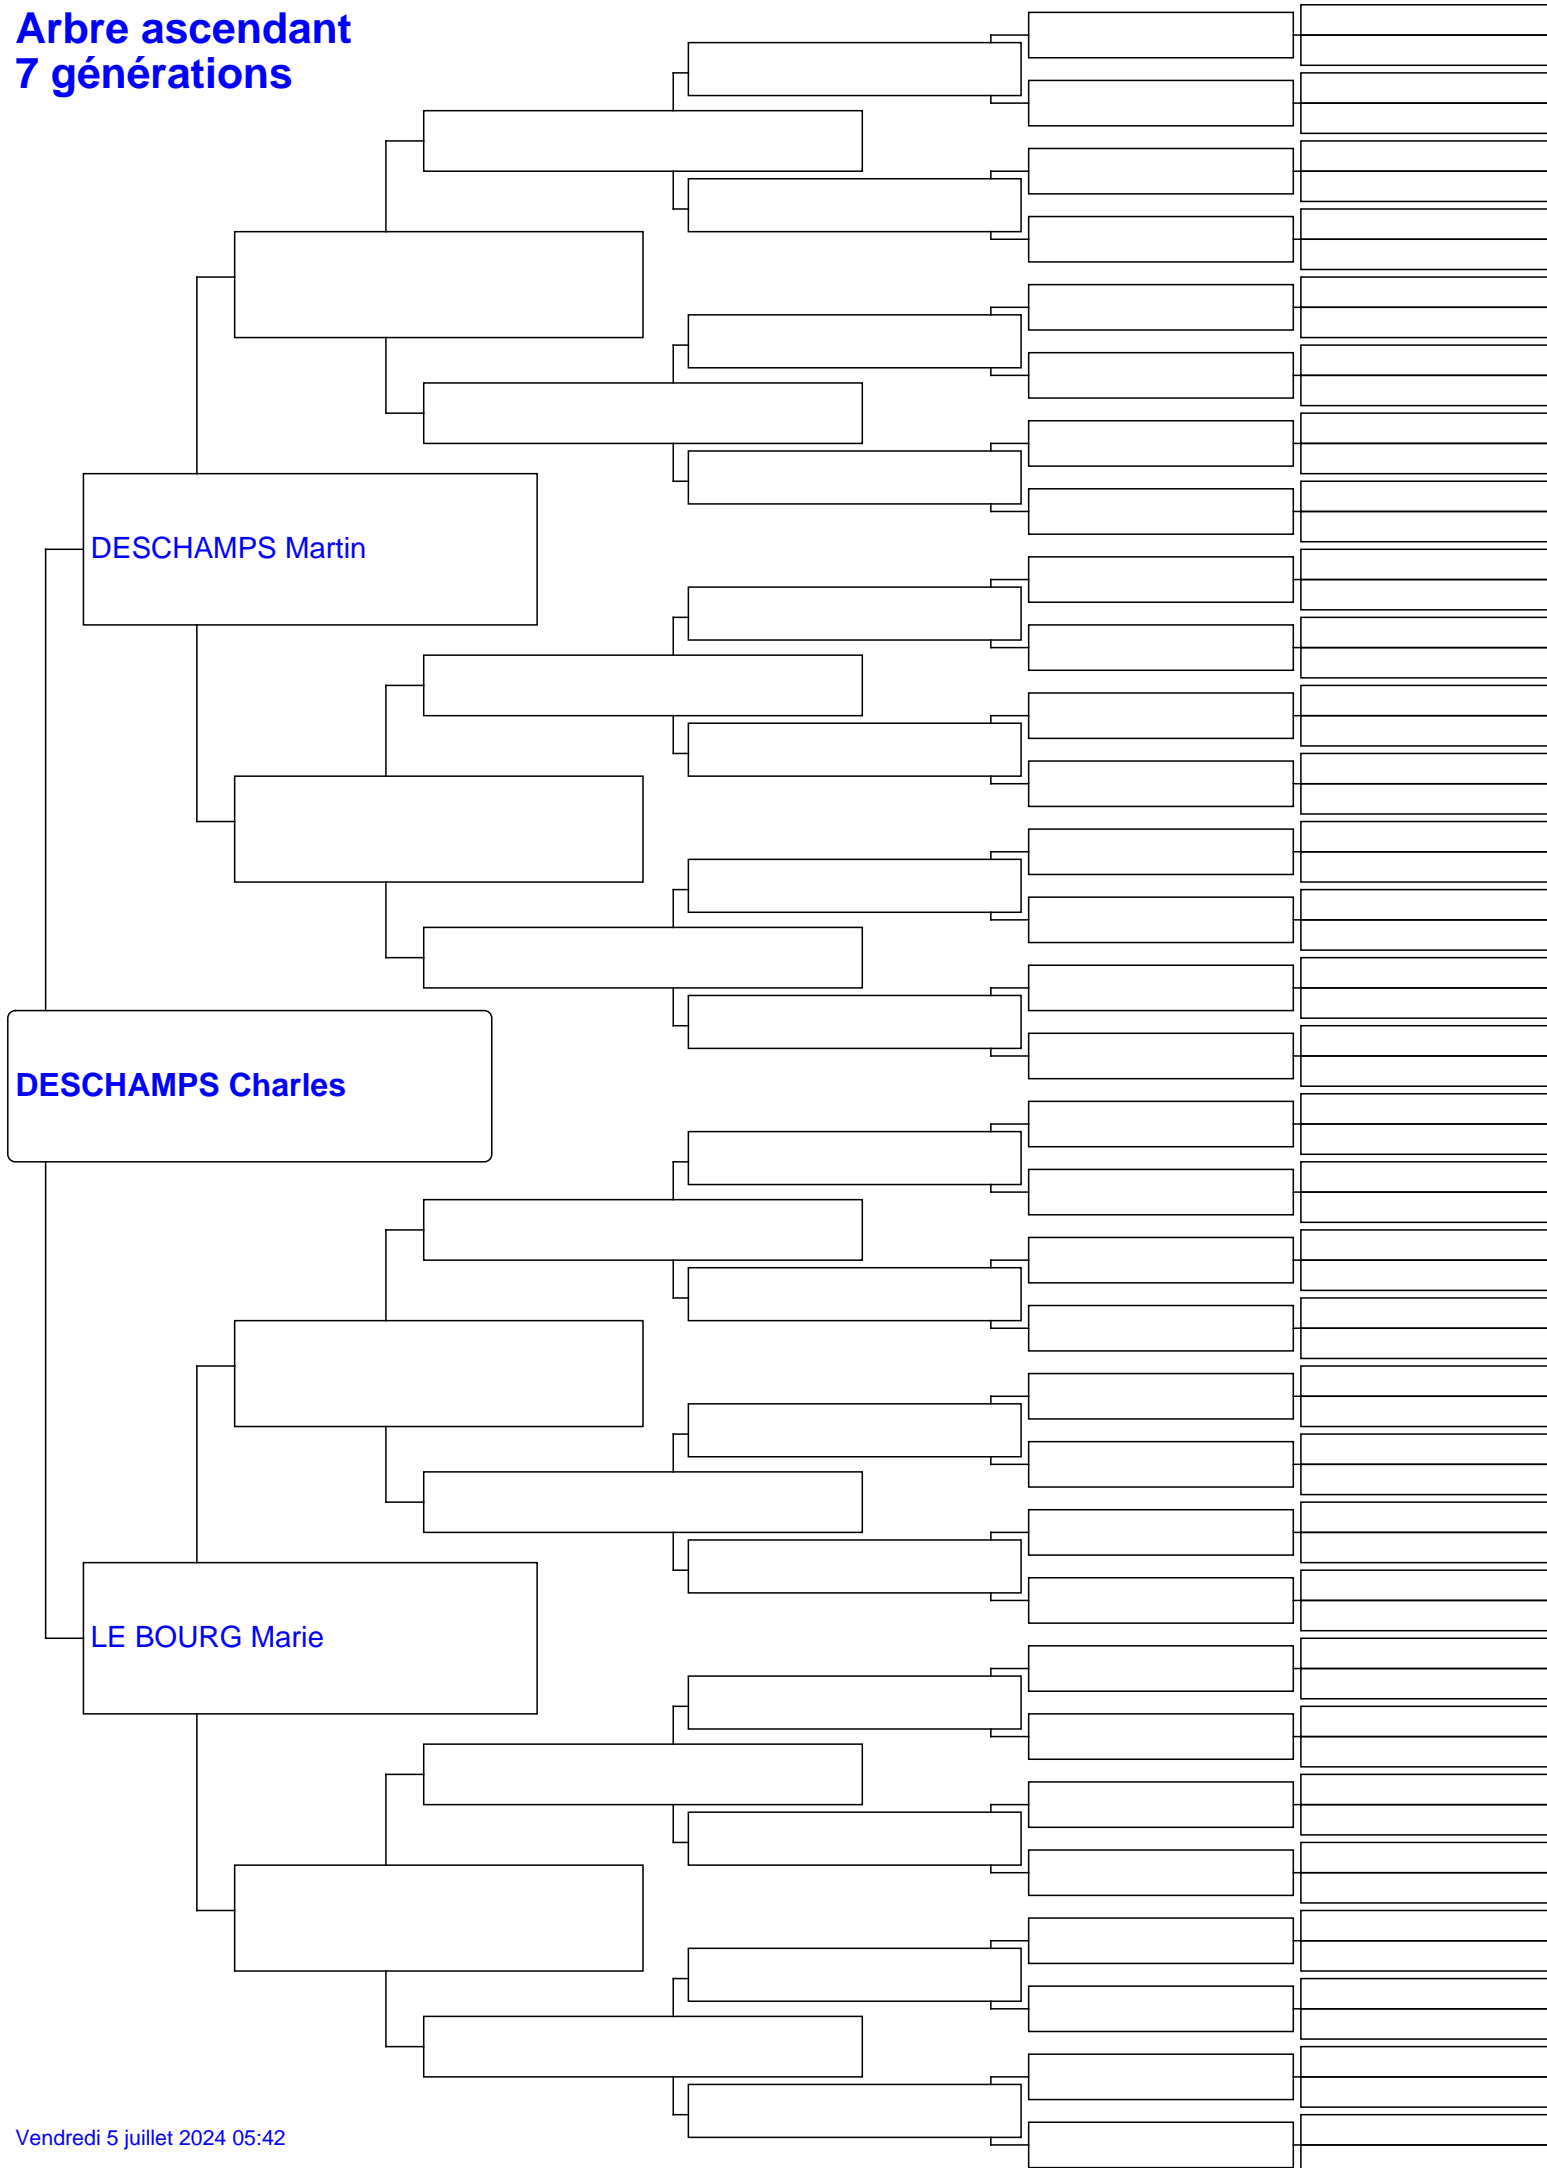 Arbre ascendant
7 générations
DESCHAMPS Martin
DESCHAMPS Charles
LE BOURG Marie
Vendredi 5 juillet 2024 05:42